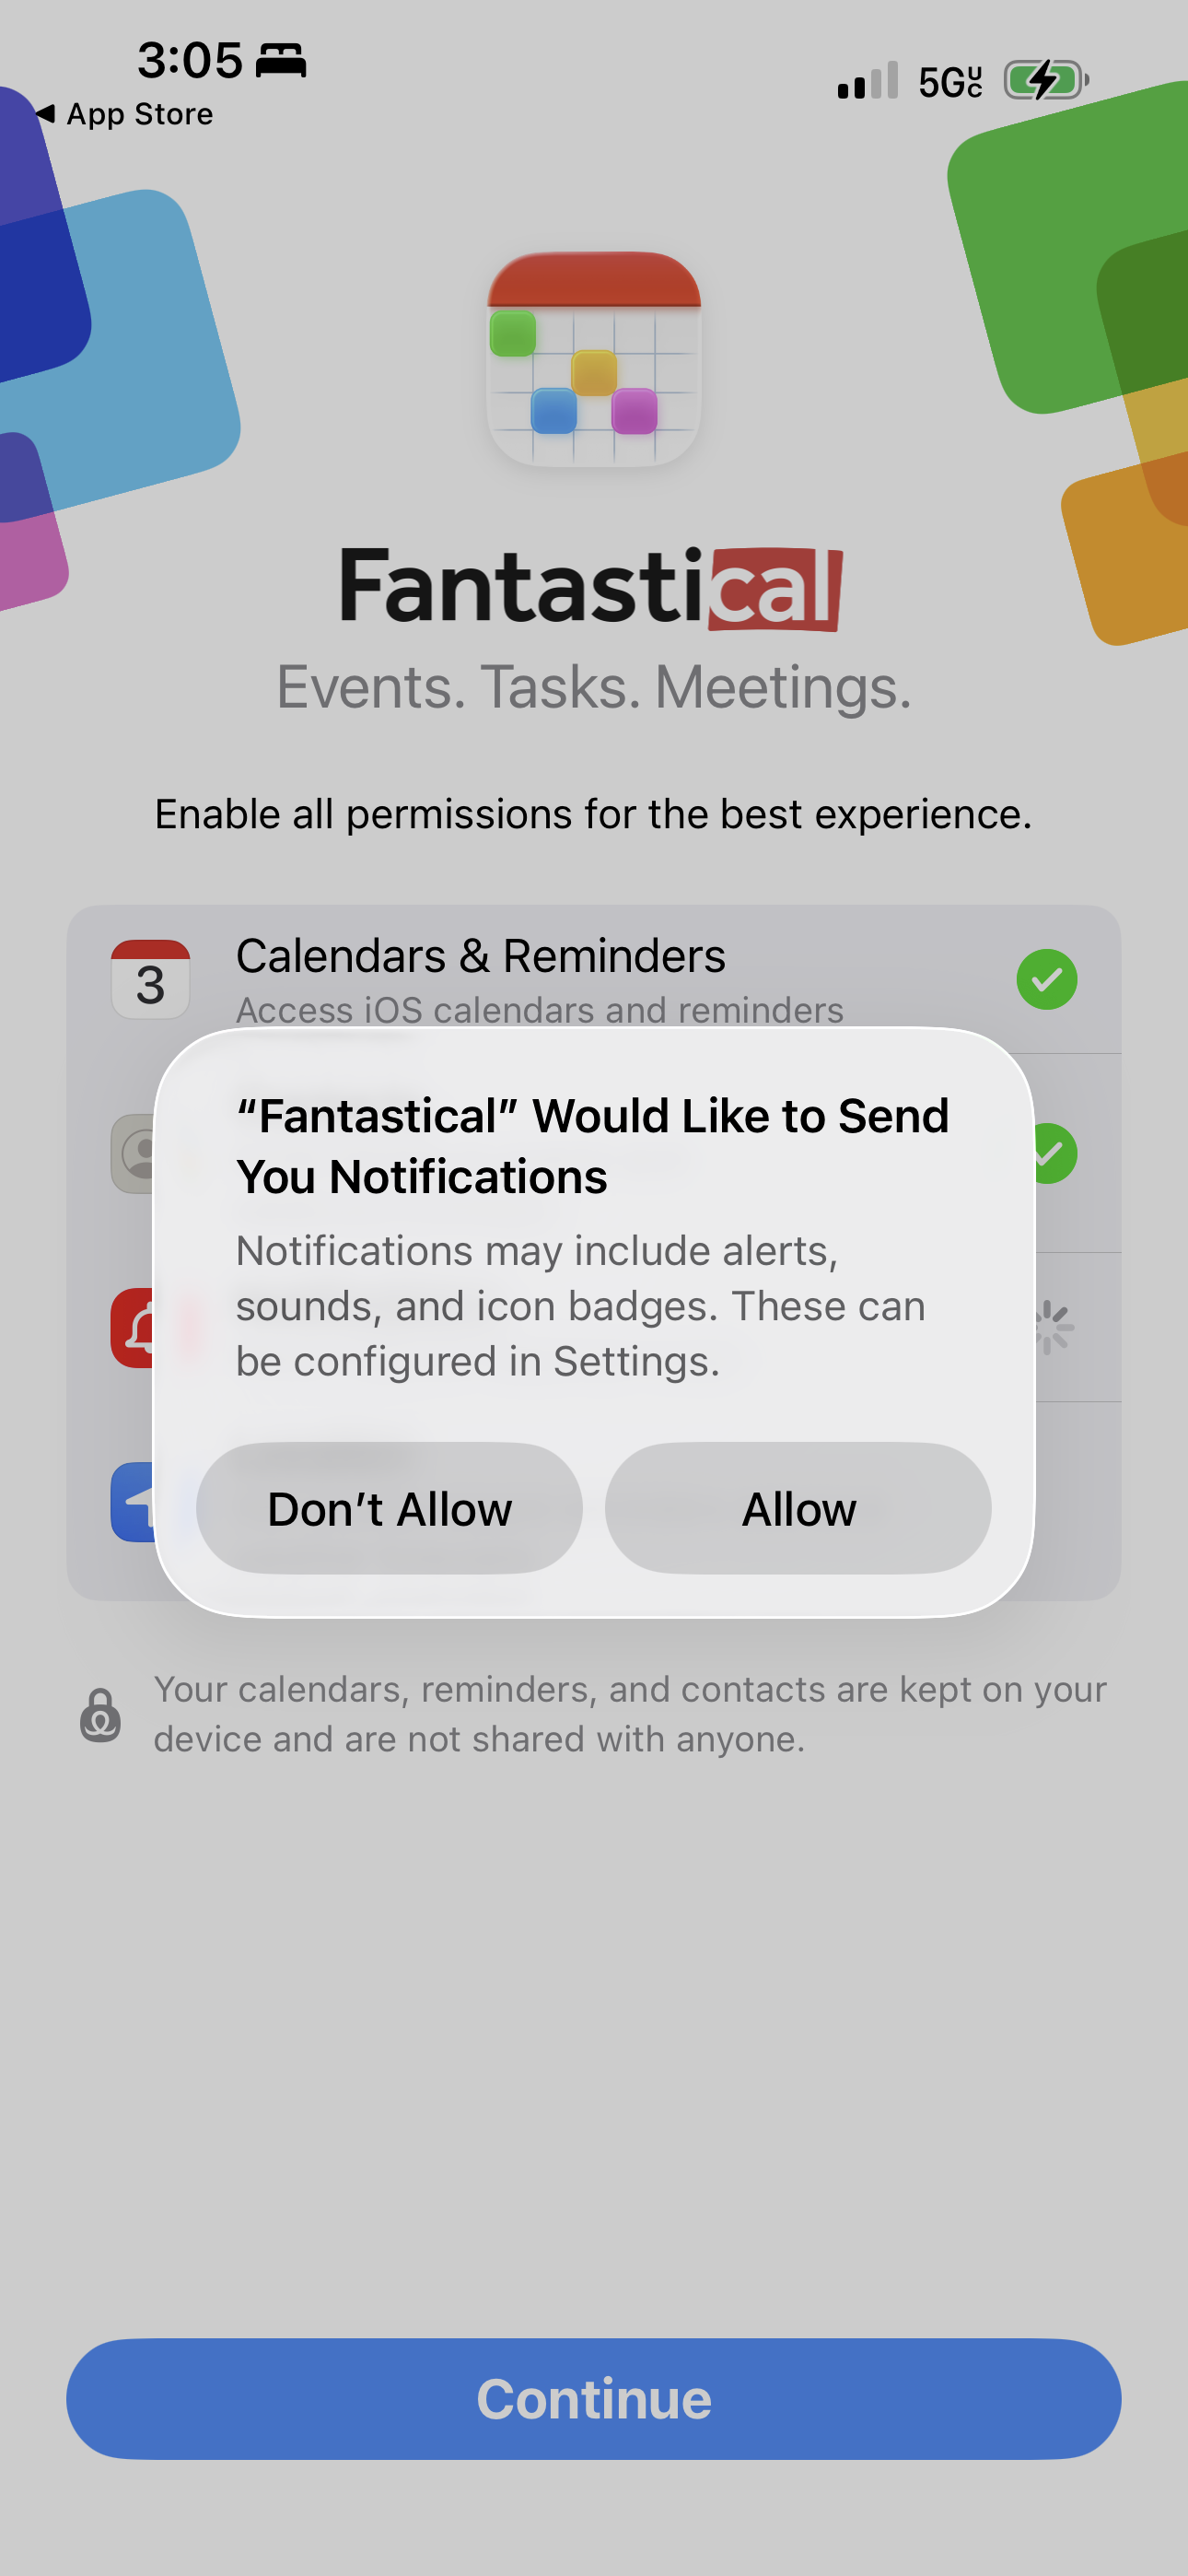 3:05
5G UC
App Store
Fantastical
Events. Tasks. Meetings.
Enable all permissions for the best experience.
3
Calendars & Reminders
Access iOS calendars and reminders
“Fantastical” Would Like to Send
You Notifications
Notifications may include alerts,
sounds, and icon badges. These can
be configured in Settings.
Don’t Allow
Allow
Your calendars, reminders, and contacts are kept on your
device and are not shared with anyone.
Continue